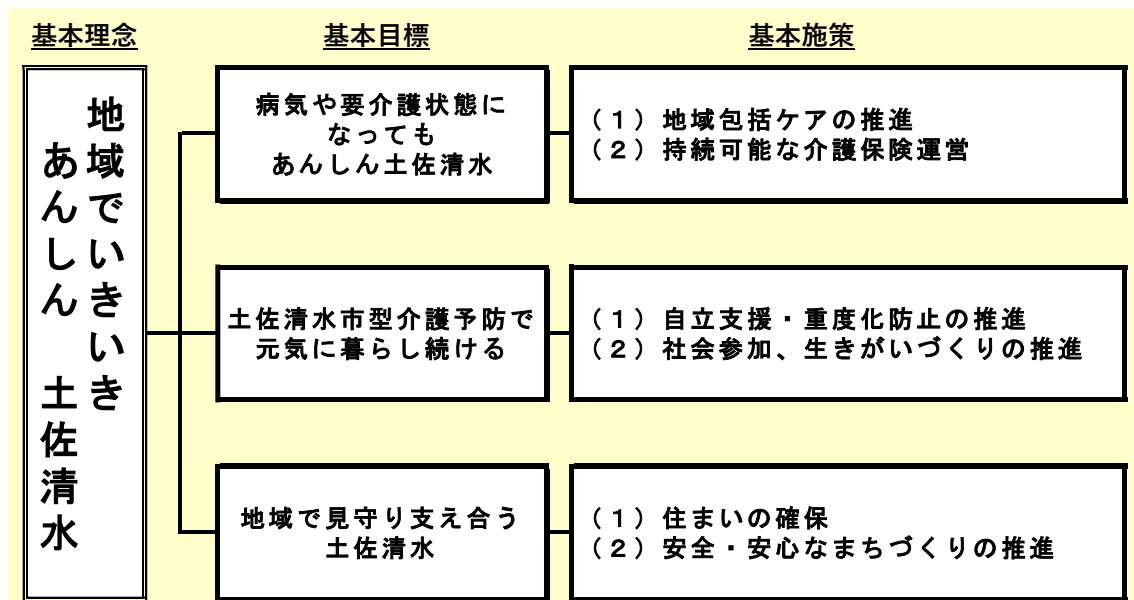 基本理念
基本目標
基本施策
地域でいきいき
あんしん　土佐清水
病気や要介護状態に
なっても
あんしん土佐清水
（１）地域包括ケアの推進
（２）持続可能な介護保険運営
土佐清水市型介護予防で
元気に暮らし続ける
（１）自立支援・重度化防止の推進
（２）社会参加、生きがいづくりの推進
地域で見守り支え合う
土佐清水
（１）住まいの確保
（２）安全・安心なまちづくりの推進